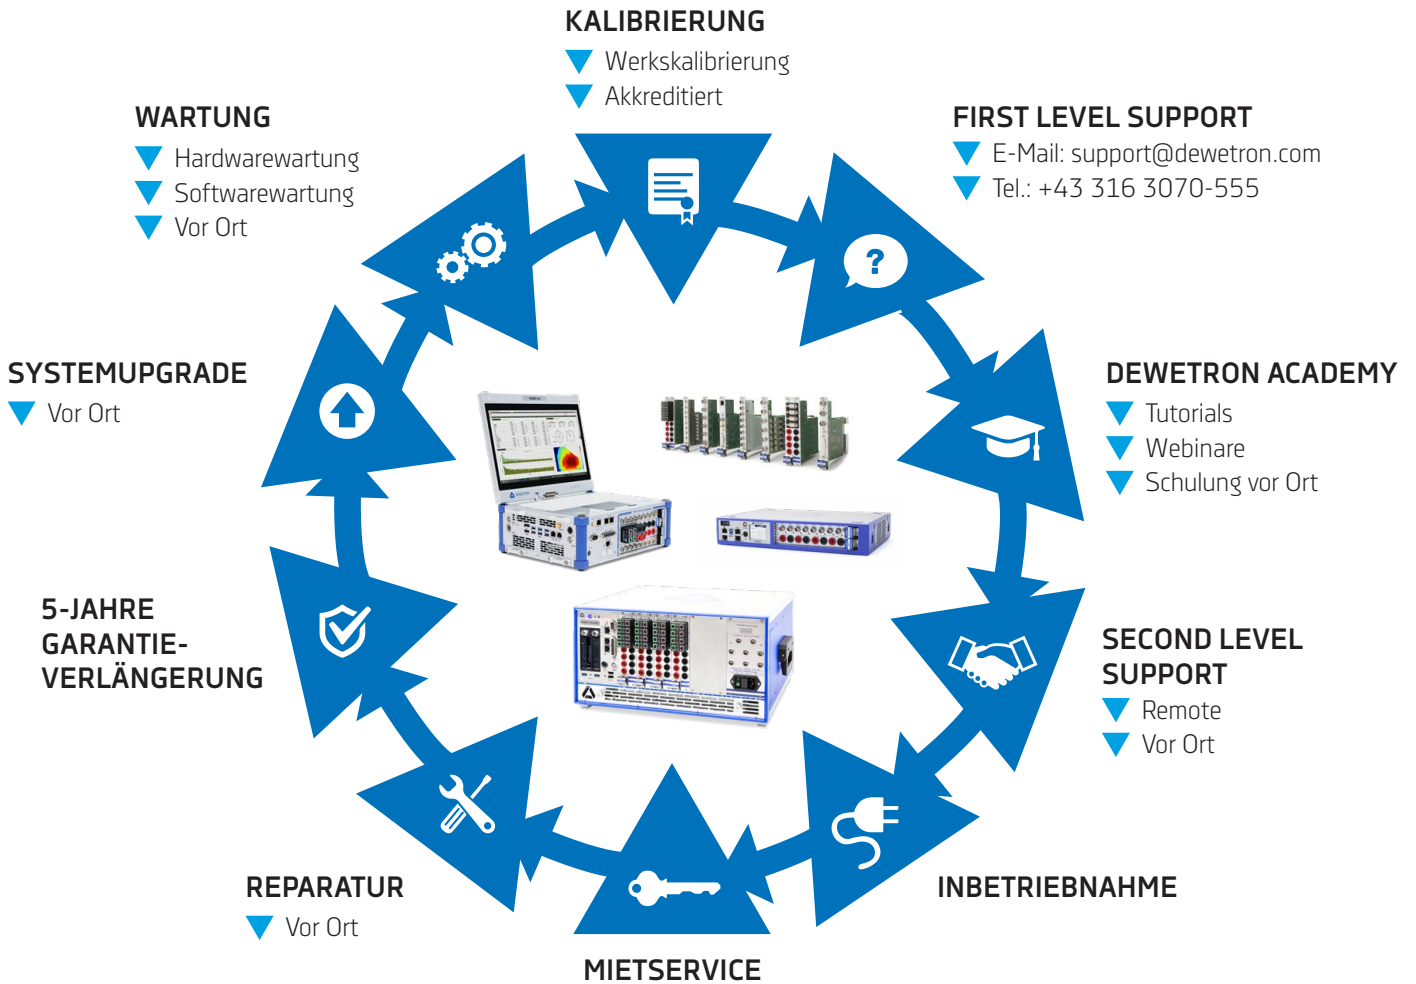 KALIBRIERUNG
Werkskalibrierung
Akkreditiert
FIRST LEVEL SUPPORT
E-Mail: support@dewetron.com
Tel.: +43 316 3070-555
DEWETRON ACADEMY
Tutorials
Webinare
Schulung vor Ort
SECOND LEVEL
SUPPORT
Remote
Vor Ort
INBETRIEBNAHME
MIETSERVICE
REPARATUR
Vor Ort
5-JAHRE
GARANTIE-
VERLÄNGERUNG
SYSTEMUPGRADE
Vor Ort
WARTUNG
Hardwarewartung
Softwarewartung
Vor Ort
?